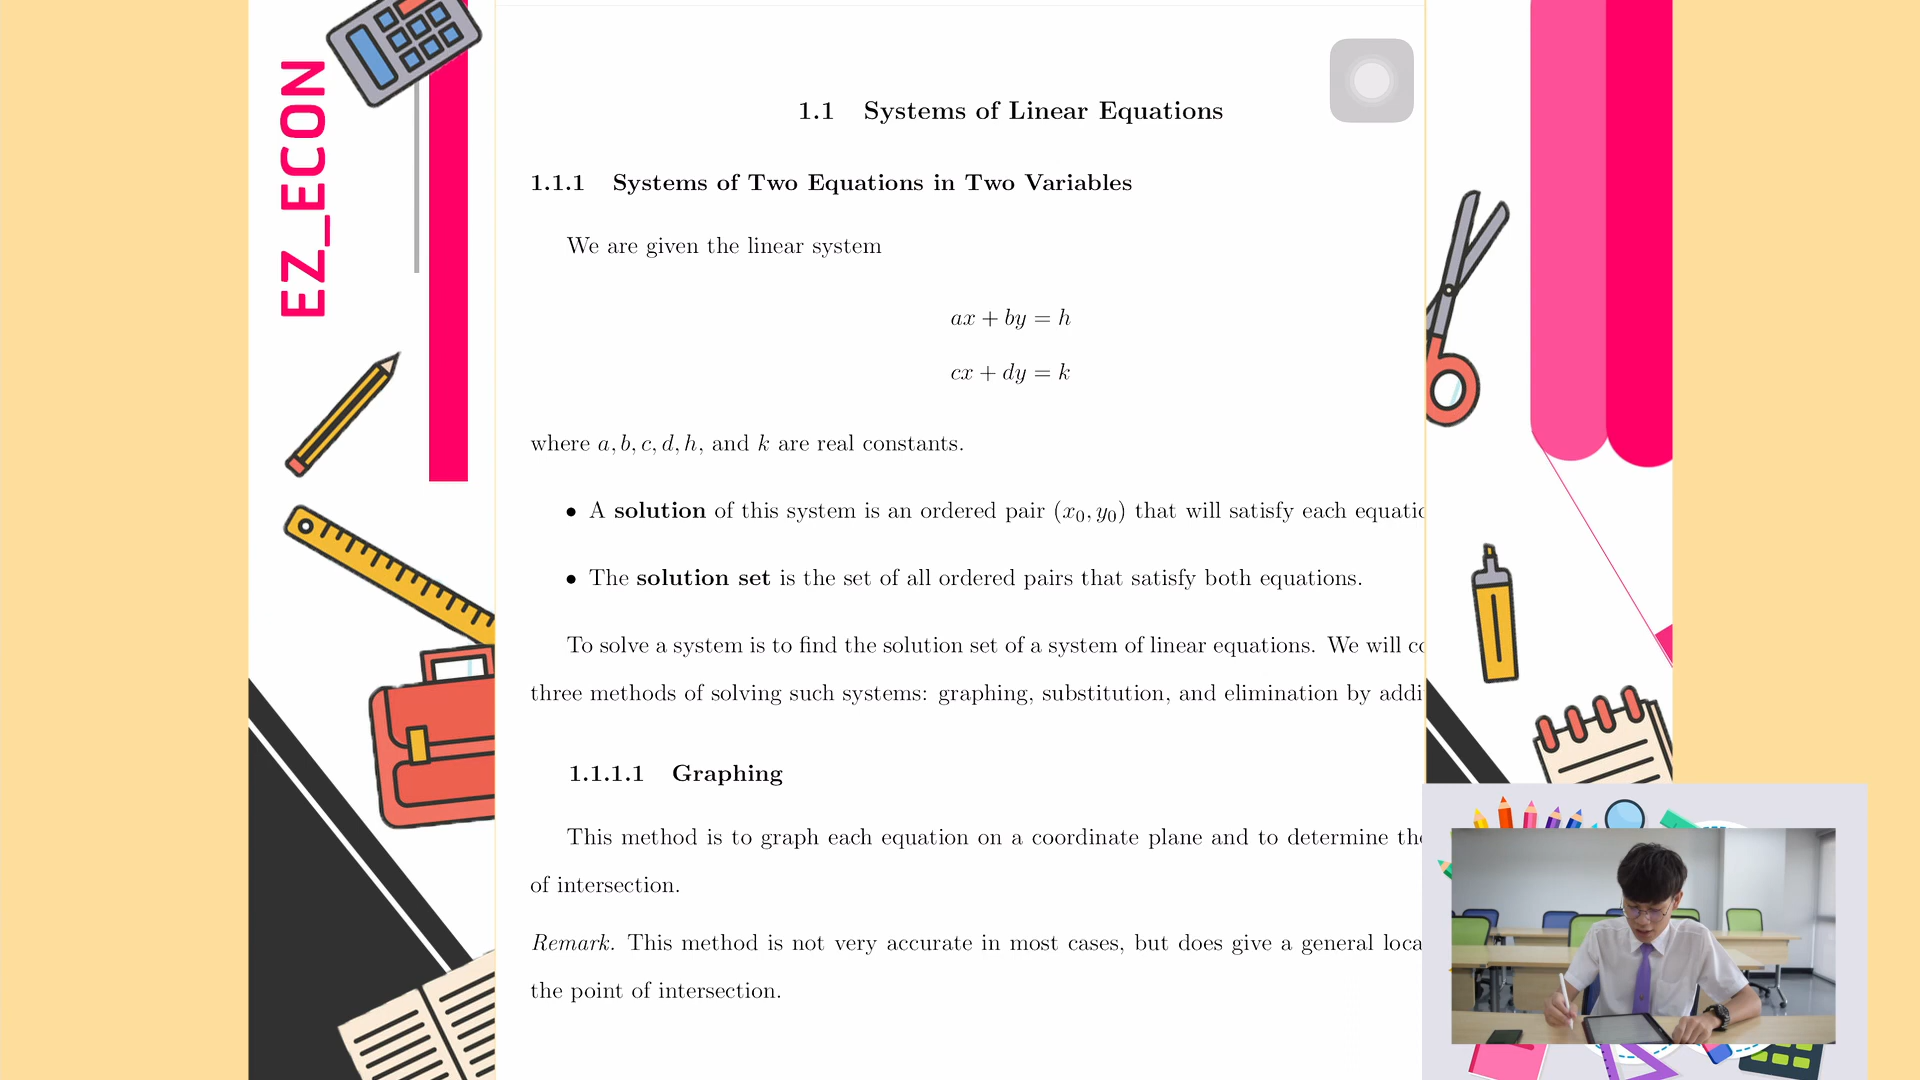 EZ_ECON
1.1 Systems of Linear Equations
1.1.1 Systems of Two Equations in Two Variables
We are given the linear system
ax + by = h
cx + dy = k
where a, b, c, d, h, and k are real constants.
• A solution of this system is an ordered pair (x₀, y₀) that will satisfy each
• The solution set is the set of all ordered pairs that satisfy both equations.
To solve a system is to find the solution set of a system of linear equations. We will
three methods of solving such systems: graphing, substitution, and elimination by
1.1.1.1 Graphing
This method is to graph each equation on a coordinate plane and to determine
of intersection.
Remark. This method is not very accurate in most cases, but does give a general
the point of intersection.